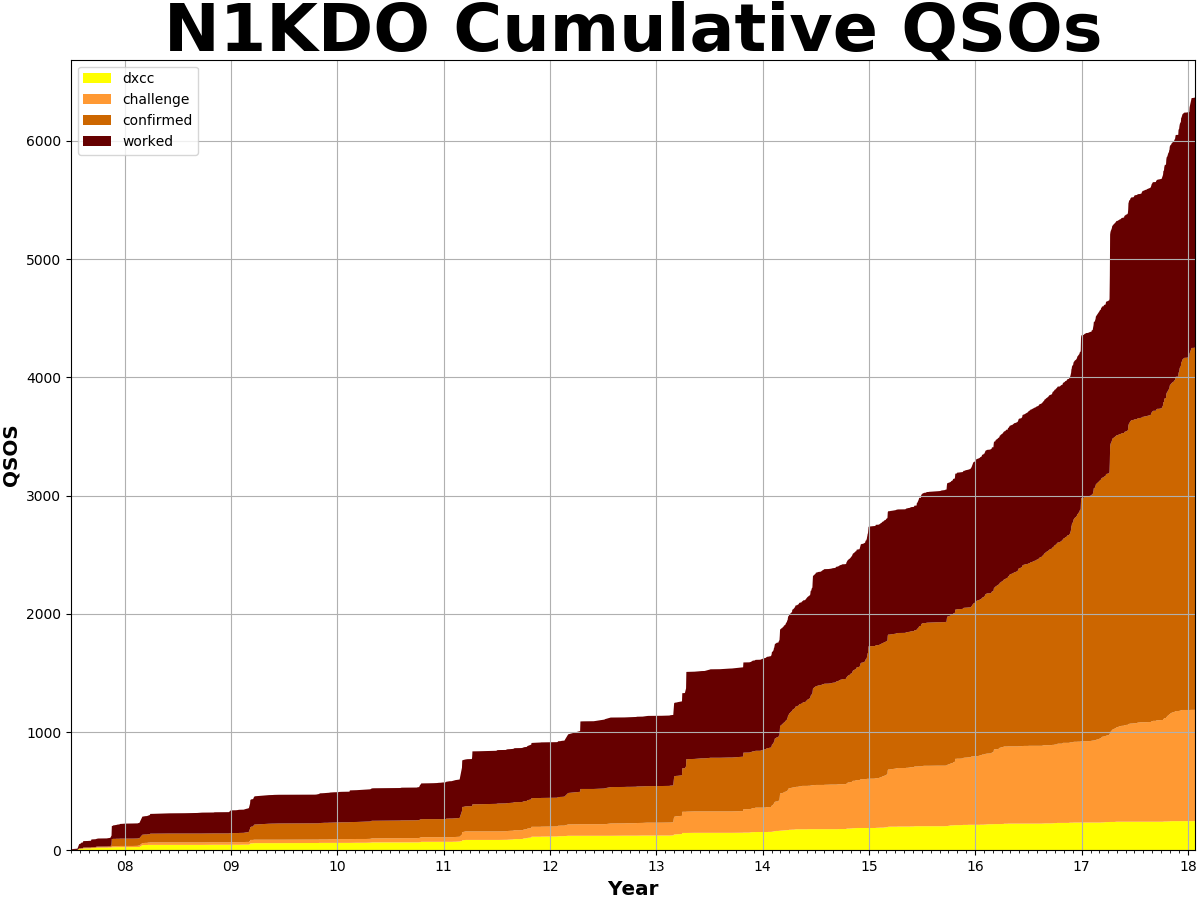 N1KDO Cumulative QSOs
dxcc
challenge
confirmed
worked
6000
5000
4000
3000
2000
1000
0
QSOS
08 09 10 11 12 13 14 15 16 17 18
Year